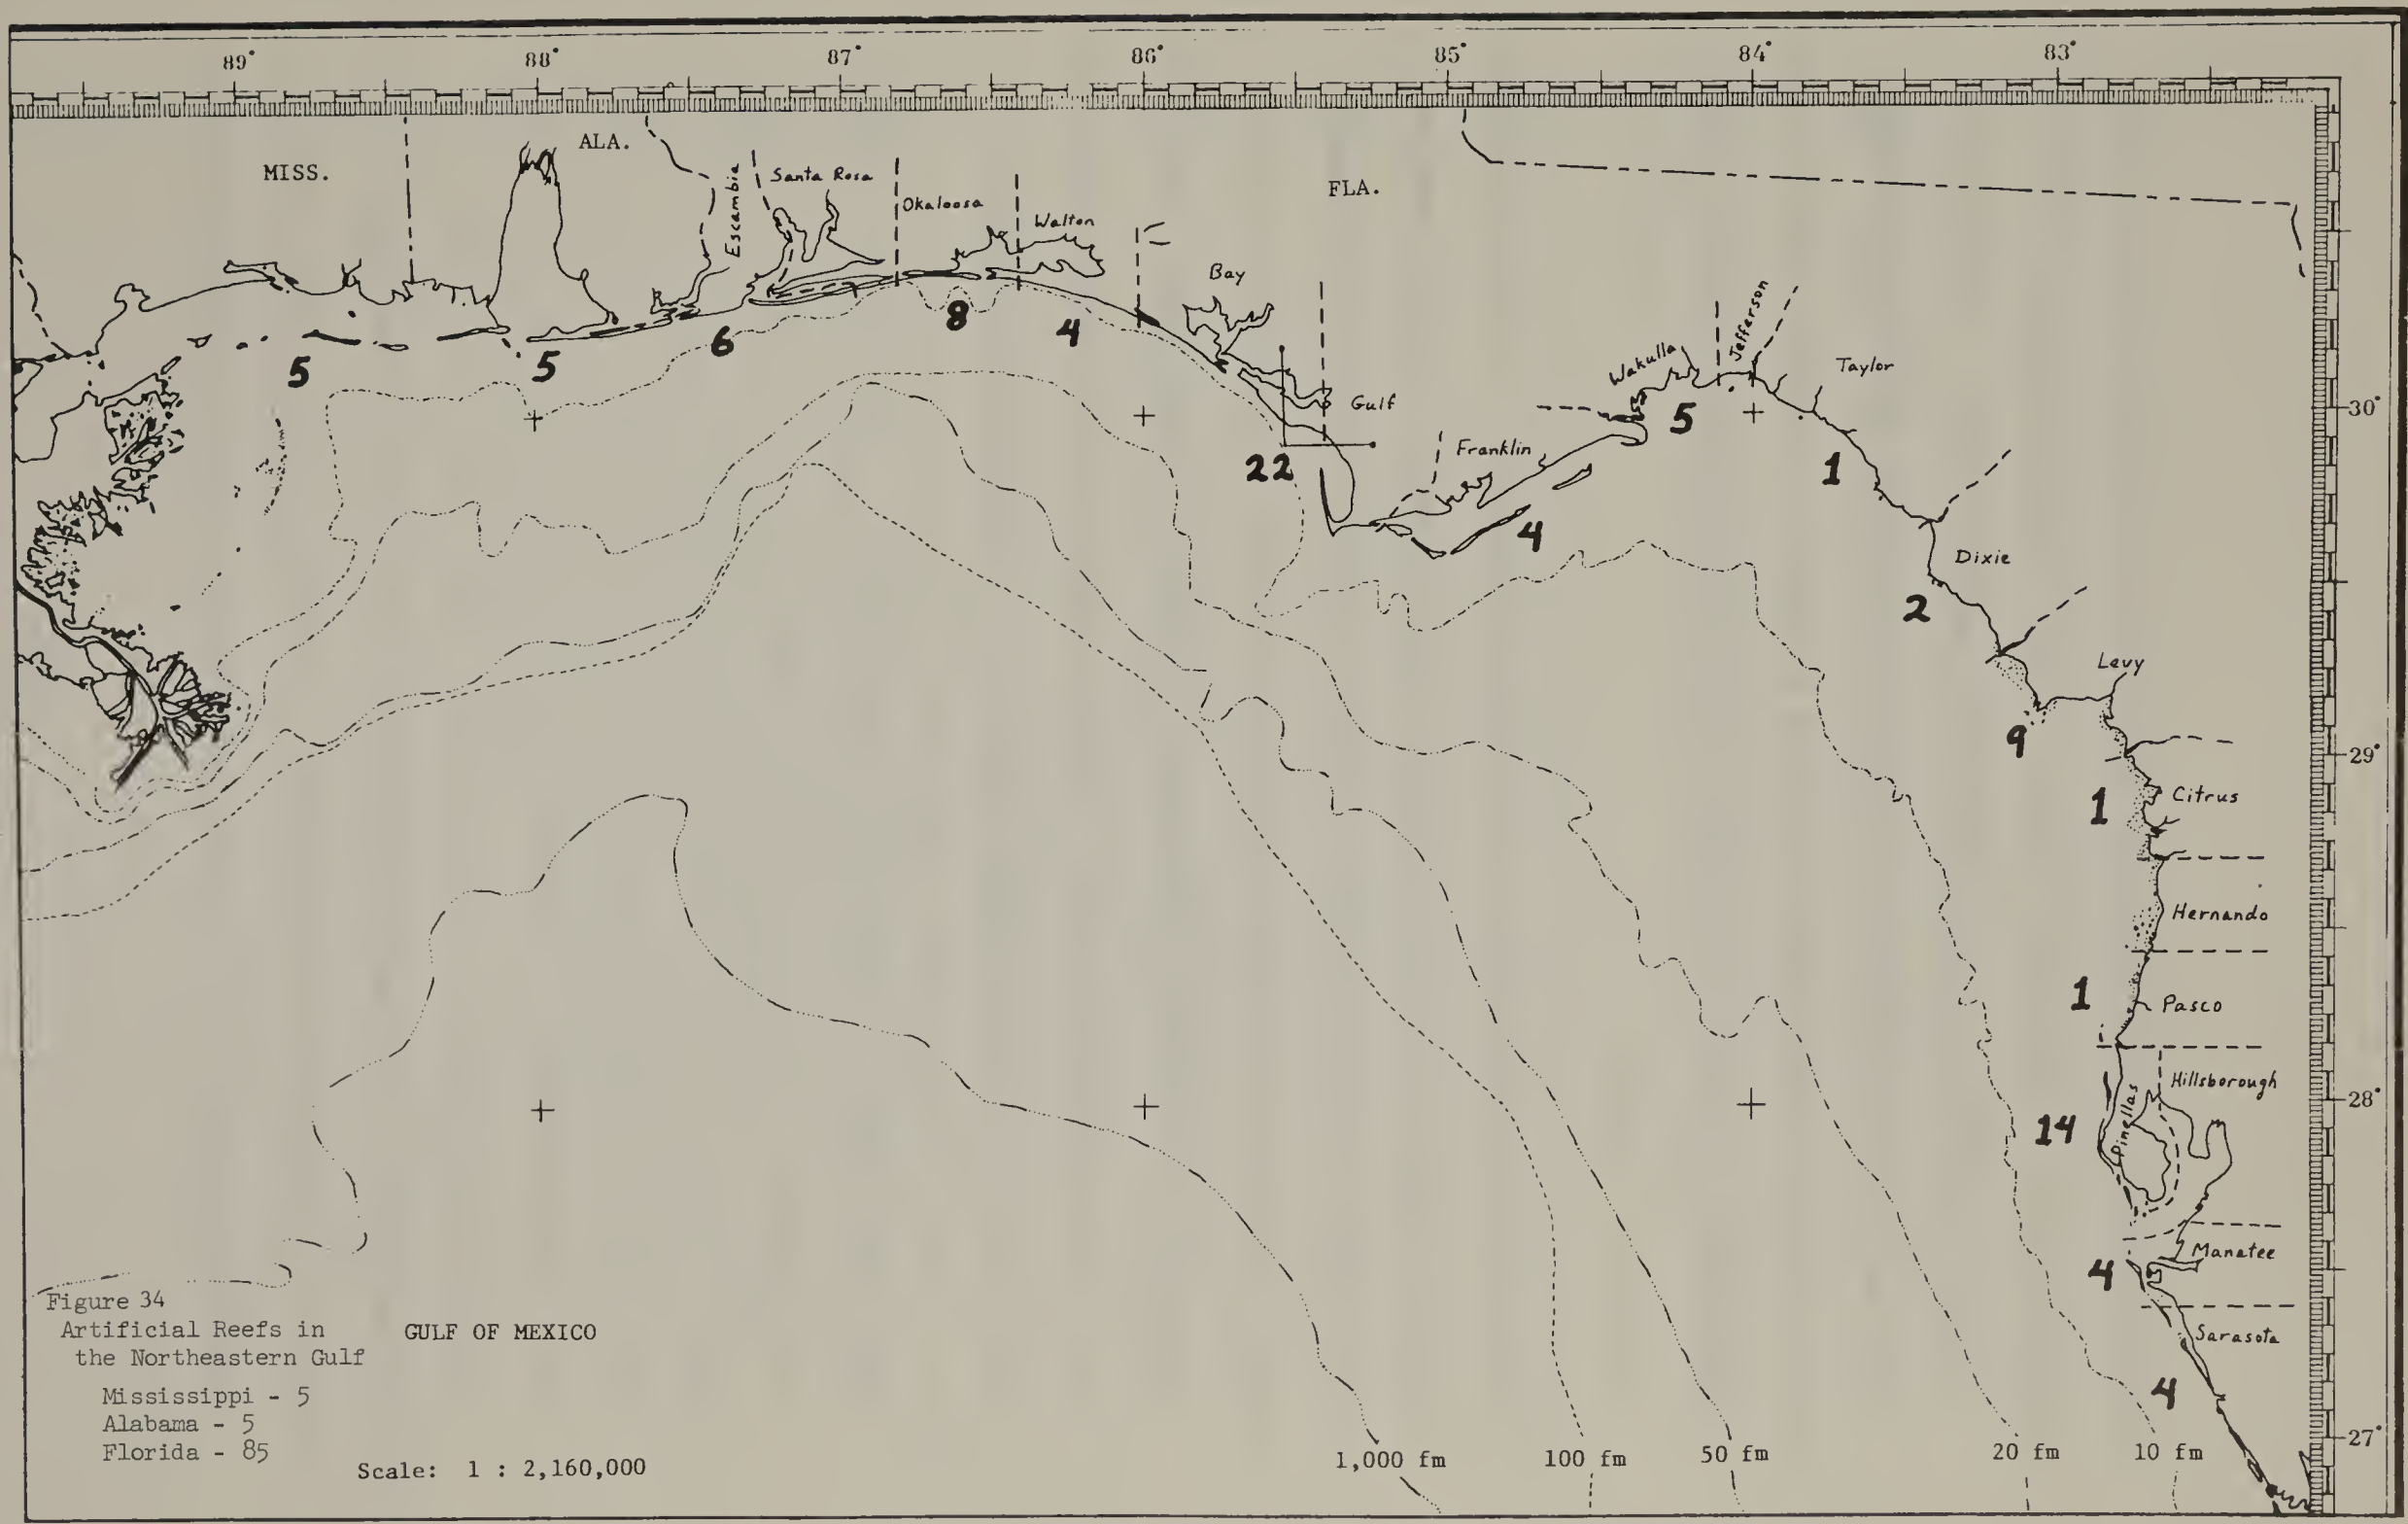 89° 88° 87° 86° 85° 84° 83°
MISS.
ALA.
FLA.
Escambia
Santa Rosa
Okaloosa
Walton
Bay
Gulf
Franklin
Wakulla
Jefferson
Taylor
Dixie
Levy
Citrus
Hernando
Pasco
Hillsborough
Pinellas
Manatee
Sarasota
5
5
6
8
4
22
4
5
1
2
9
1
1
14
4
4
30°
29°
28°
27°
Figure 34
Artificial Reefs in
the Northeastern Gulf
Mississippi - 5
Alabama - 5
Florida - 85
GULF OF MEXICO
Scale: 1 : 2,160,000
1,000 fm 100 fm 50 fm 20 fm 10 fm